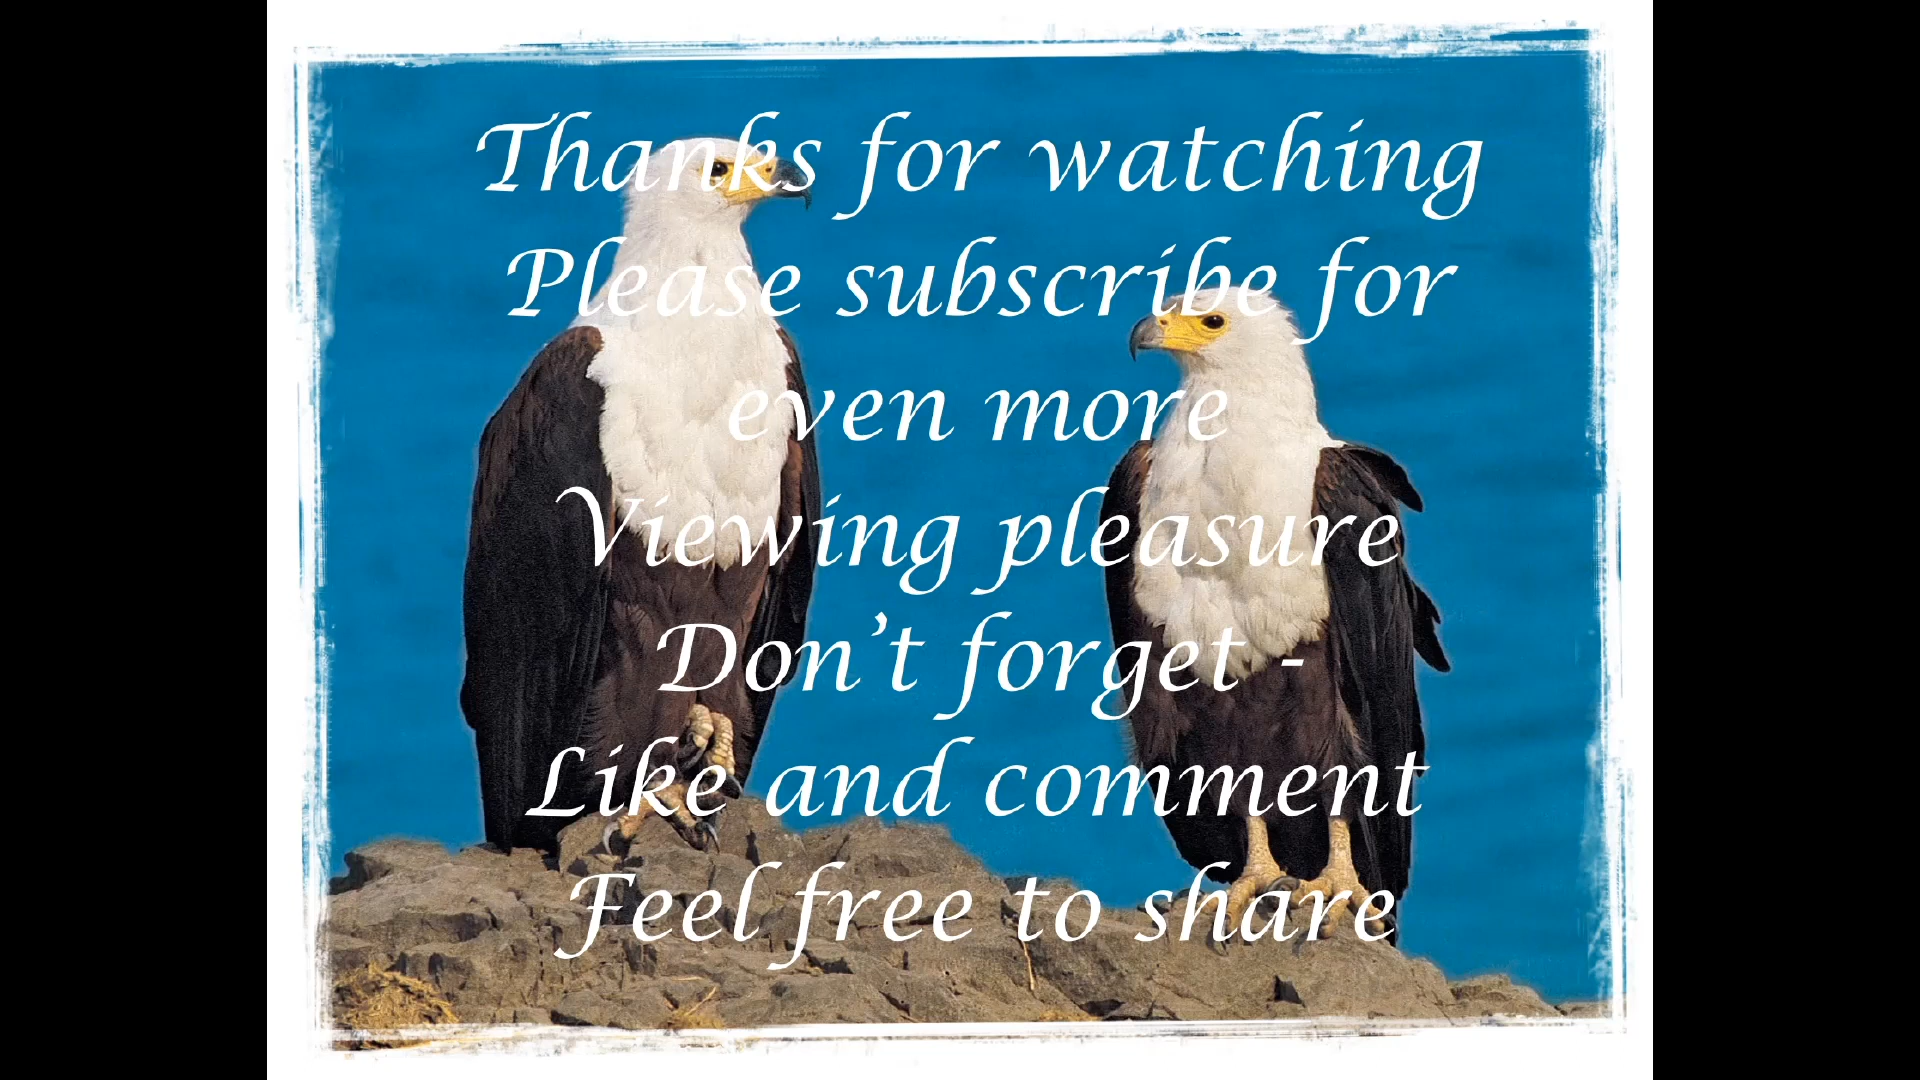 Thanks for watching
Please subscribe for
even more
Viewing pleasure
Don't forget -
Like and comment
Feel free to share